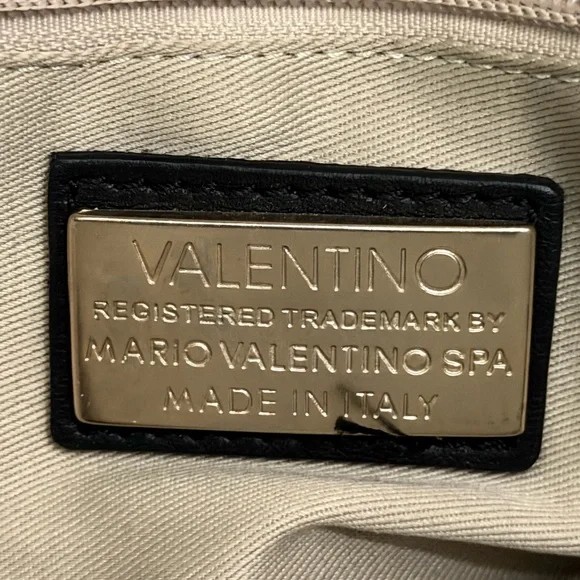 VALENTINO
REGISTERED TRADEMARK BY
MARIO VALENTINO SPA
MADE IN ITALY